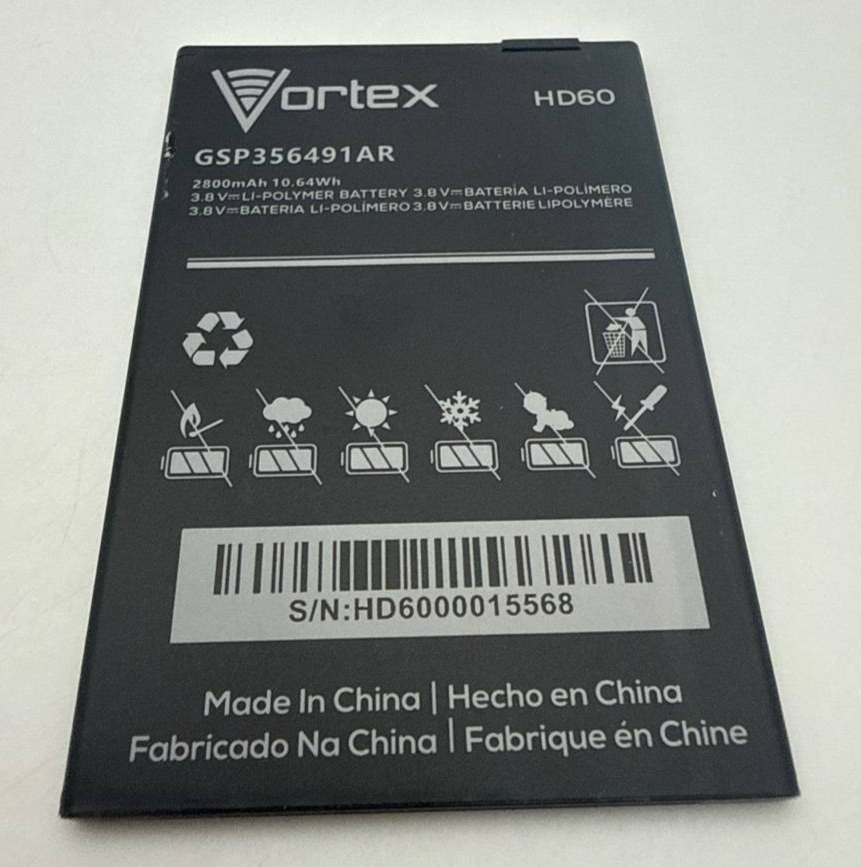 Vortex HD60
GSP356491AR
2800mAh 10.64Wh
3.8V⎓LI-POLYMER BATTERY 3.8V⎓BATERÍA LI-POLÍMERO
3.8V⎓BATERIA LI-POLÍMERO 3.8V⎓BATTERIE LIPOLYMÈRE
S/N:HD6000015568
Made In China | Hecho en China
Fabricado Na China | Fabrique én Chine